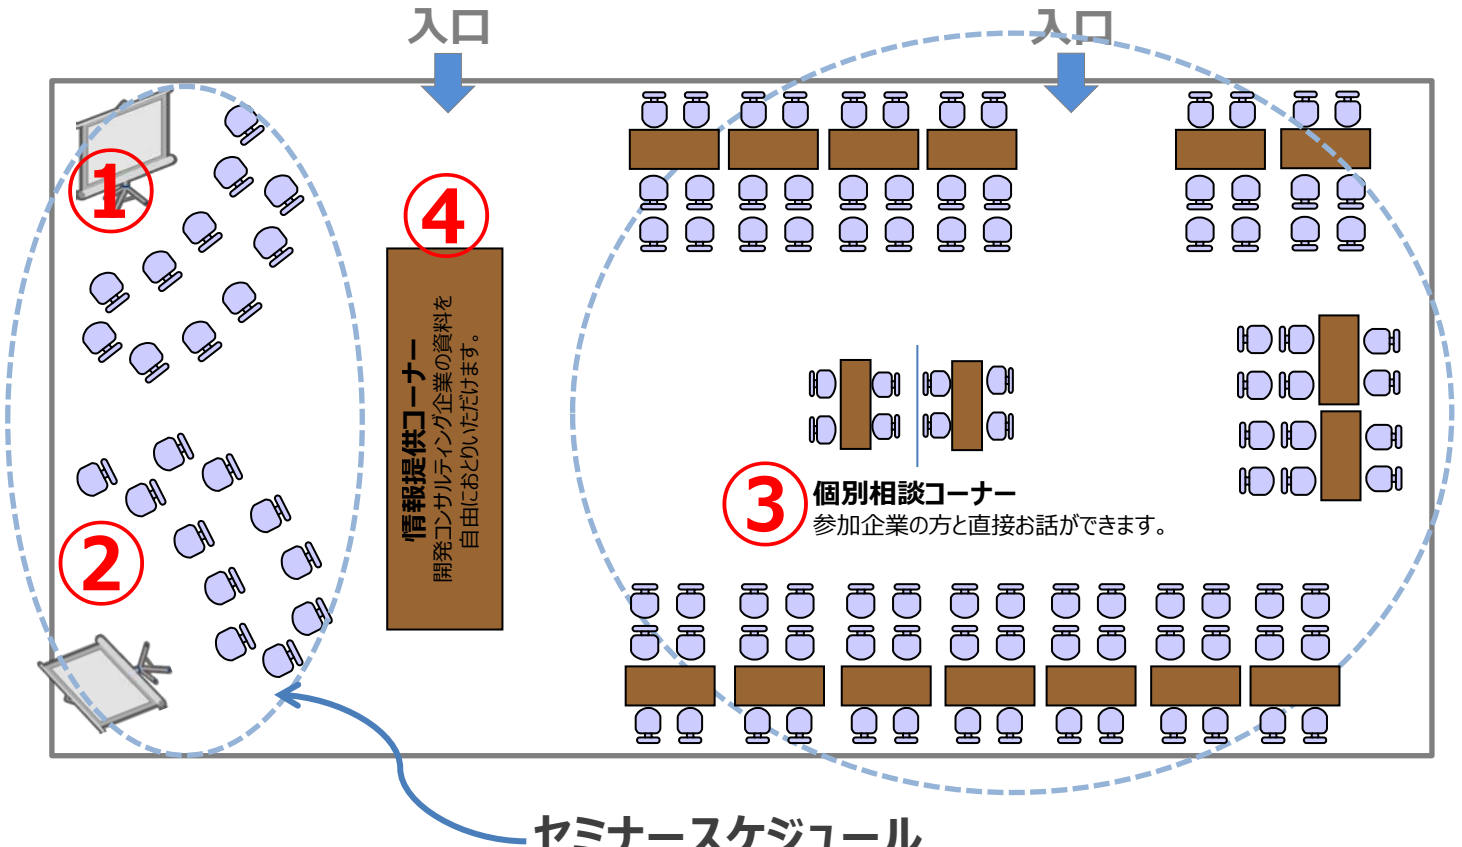 入口
入口
①
④
情報提供コーナー
開発コンサルティング企業の資料を
自由におとりいただけます。
③
個別相談コーナー
参加企業の方と直接お話ができます。
②
セミナースケジュール